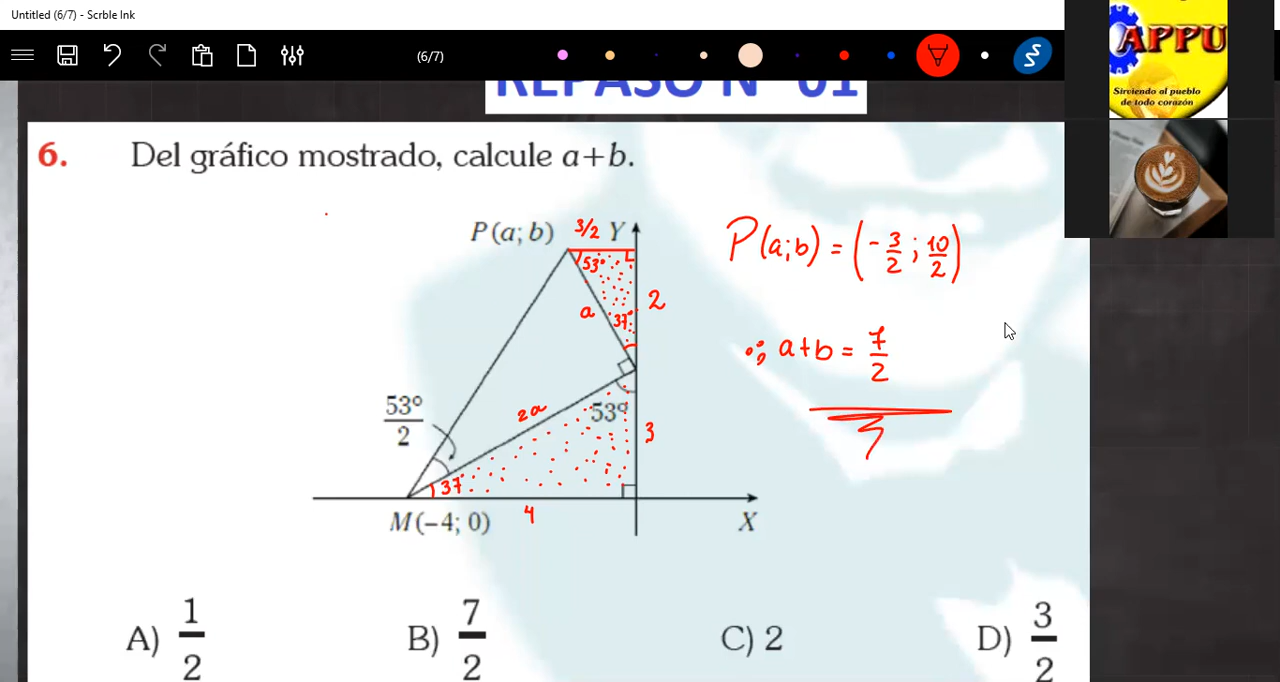 Untitled (6/7) - Scrble Ink
(6/7)
APPU
Sirviendo al pueblo
de todo corazón
REPASO N° 01
6. Del gráfico mostrado, calcule a+b.
P(a; b)
3/2
Y
53°
a
37°
2
53°/2
2a
53°
3
37
4
M(−4; 0)
X
P(a;b) = (-3/2 ; 10/2)
∴ a+b = 7/2
A) 1/2
B) 7/2
C) 2
D) 3/2